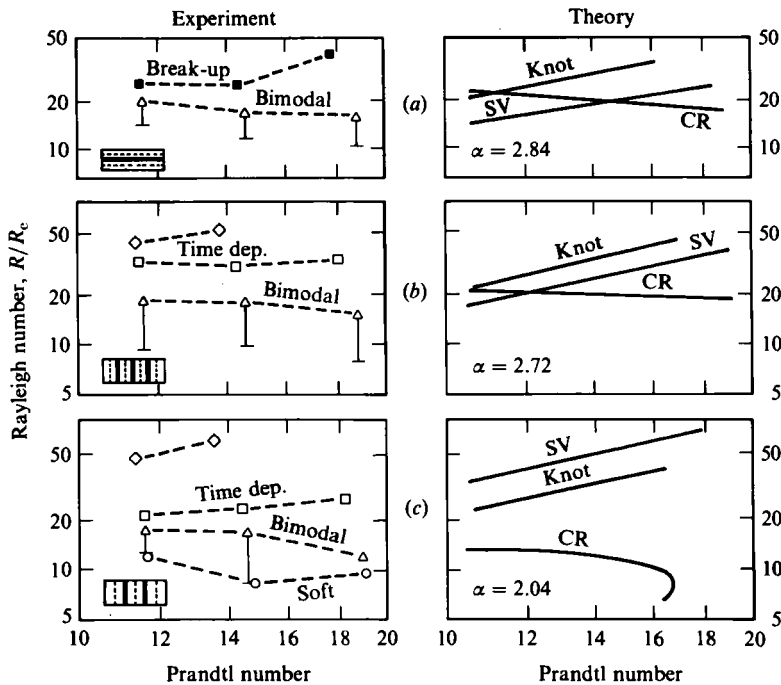 Experiment
Theory
Rayleigh number, R/Rc
50
20
10
Break-up
Bimodal
(a)
Knot
SV
CR
α = 2.84
50
20
10
50
20
10
5
Time dep.
Bimodal
(b)
Knot
SV
CR
α = 2.72
50
20
10
5
50
20
10
5
Time dep.
Bimodal
Soft
(c)
SV
Knot
CR
α = 2.04
50
20
10
5
10 12 14 16 18 20
10 12 14 16 18 20
Prandtl number
Prandtl number